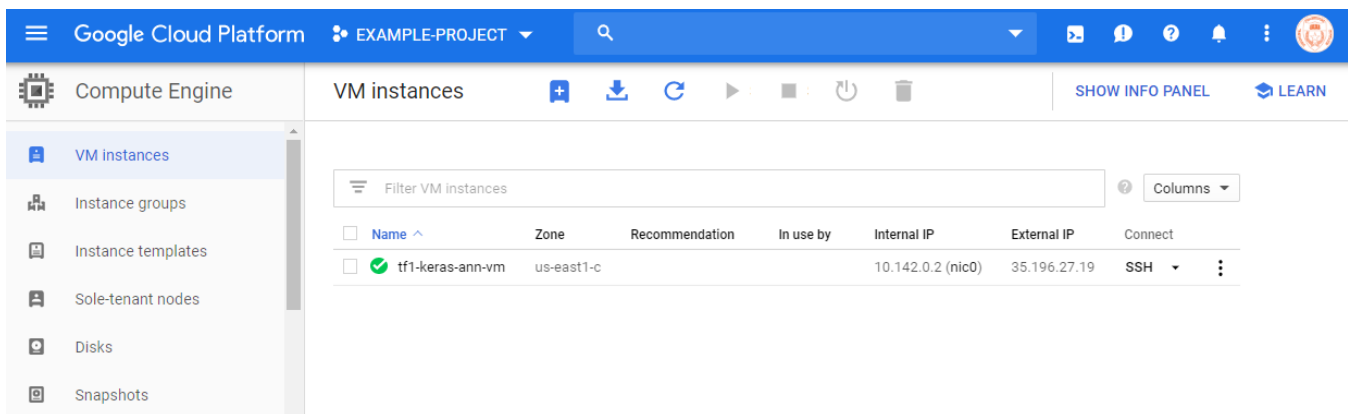 Google Cloud Platform EXAMPLE-PROJECT
Compute Engine
VM instances
SHOW INFO PANEL
LEARN
VM instances
Instance groups
Instance templates
Sole-tenant nodes
Disks
Snapshots
Filter VM instances
Columns
Name Zone Recommendation In use by Internal IP External IP Connect
tf1-keras-ann-vm us-east1-c 10.142.0.2 (nic0) 35.196.27.19 SSH